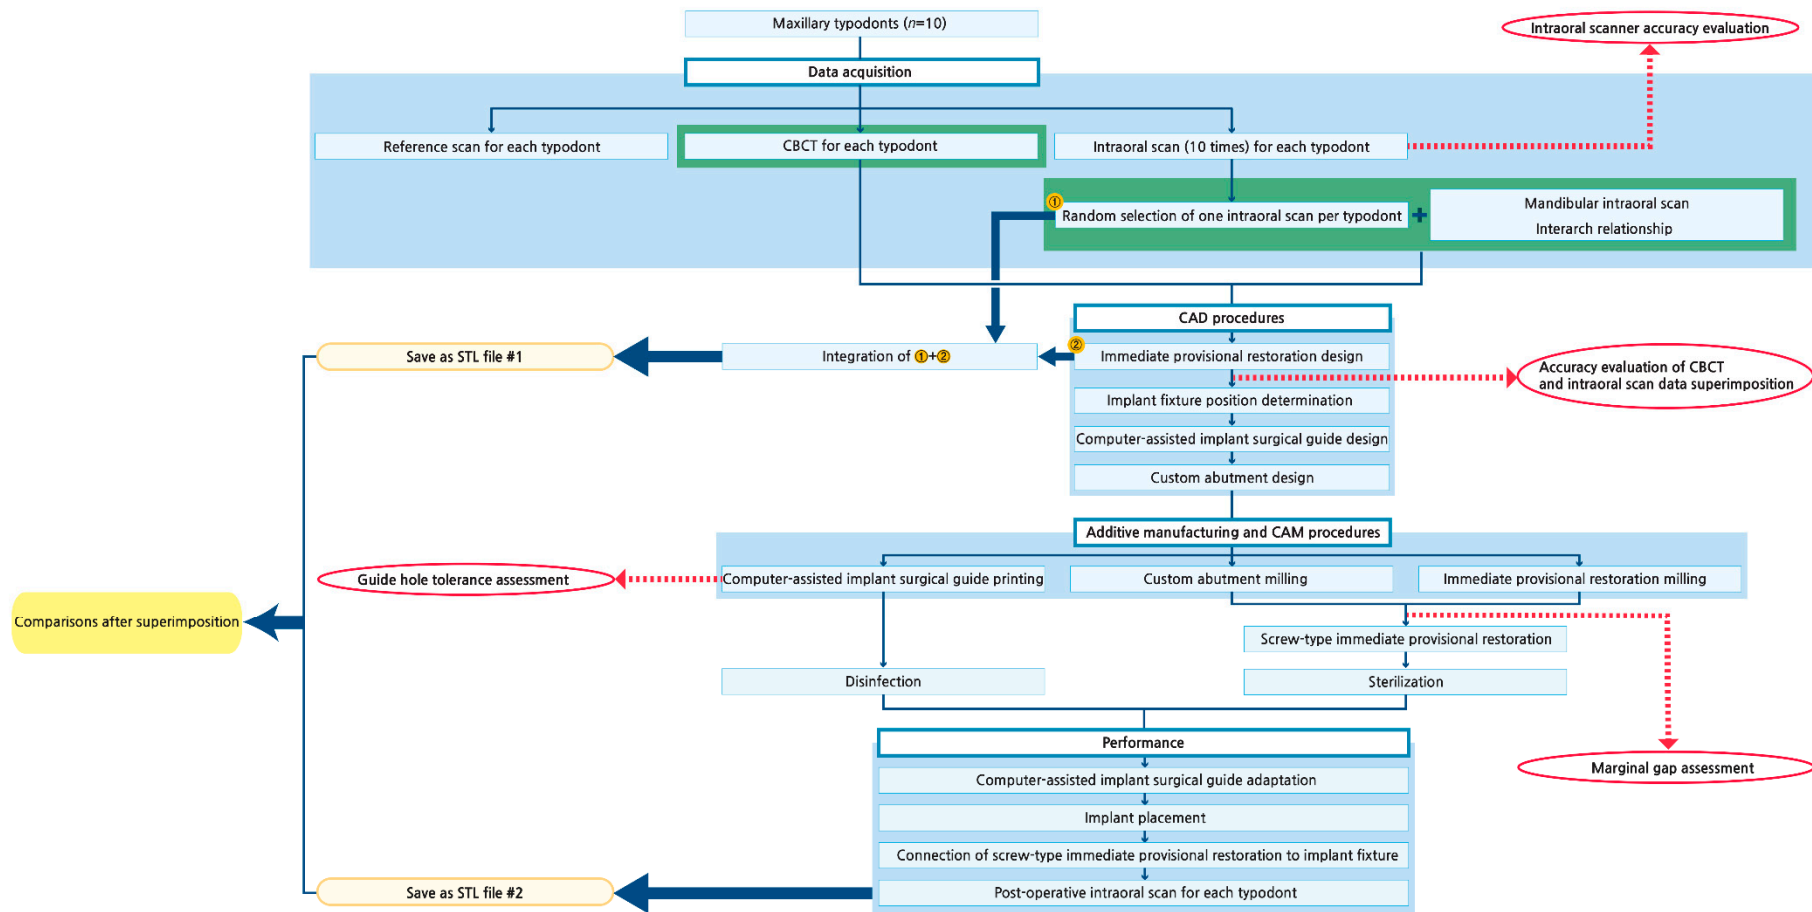 Maxillary typodonts (n=10)
Intraoral scanner accuracy evaluation
Data acquisition
Reference scan for each typodont
CBCT for each typodont
Intraoral scan (10 times) for each typodont
①
Random selection of one intraoral scan per typodont
+
Mandibular intraoral scan
Interarch relationship
CAD procedures
Save as STL file #1
Integration of ①+②
②
Immediate provisional restoration design
Accuracy evaluation of CBCT
and intraoral scan data superimposition
Implant fixture position determination
Computer-assisted implant surgical guide design
Custom abutment design
Additive manufacturing and CAM procedures
Guide hole tolerance assessment
Computer-assisted implant surgical guide printing
Custom abutment milling
Immediate provisional restoration milling
Comparisons after superimposition
Screw-type immediate provisional restoration
Disinfection
Sterilization
Performance
Marginal gap assessment
Computer-assisted implant surgical guide adaptation
Implant placement
Connection of screw-type immediate provisional restoration to implant fixture
Save as STL file #2
Post-operative intraoral scan for each typodont